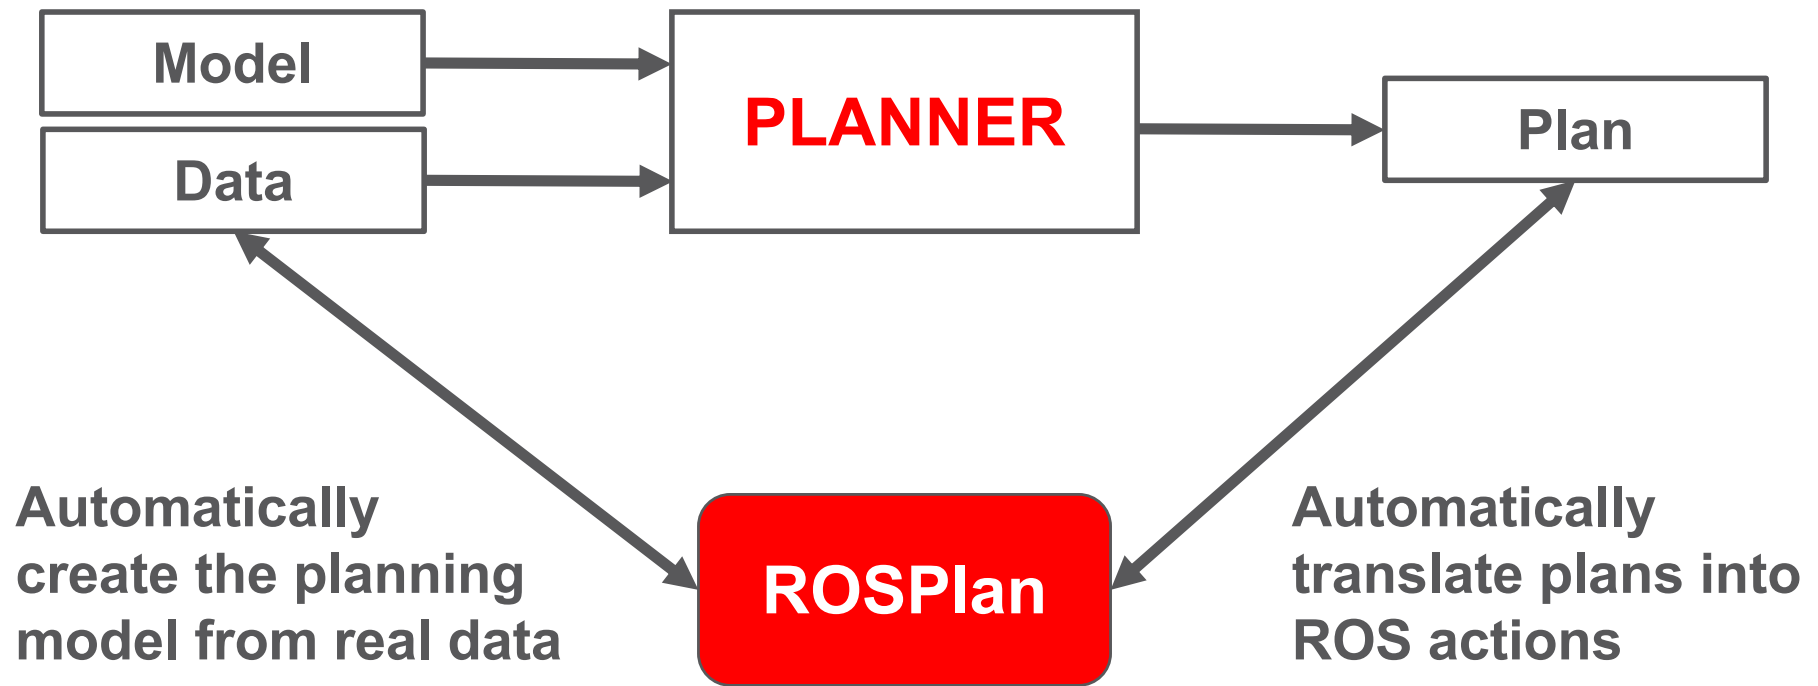 Model
Data
PLANNER
Plan
Automatically
create the planning
model from real data
ROSPlan
Automatically
translate plans into
ROS actions